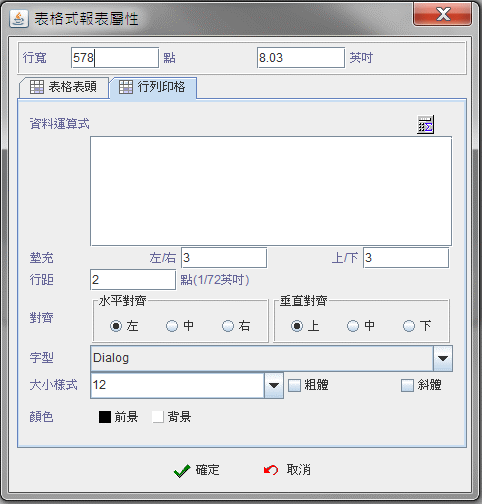 表格式報表屬性
行寬 578 點 8.03 英吋
表格表頭 行列印格
資料運算式
墊充 左/右 3 上/下 3
行距 2 點(1/72英吋)
水平對齊 垂直對齊
對齊 左 中 右 上 中 下
字型 Dialog
大小樣式 12 粗體 斜體
顏色 前景 背景
確定 取消